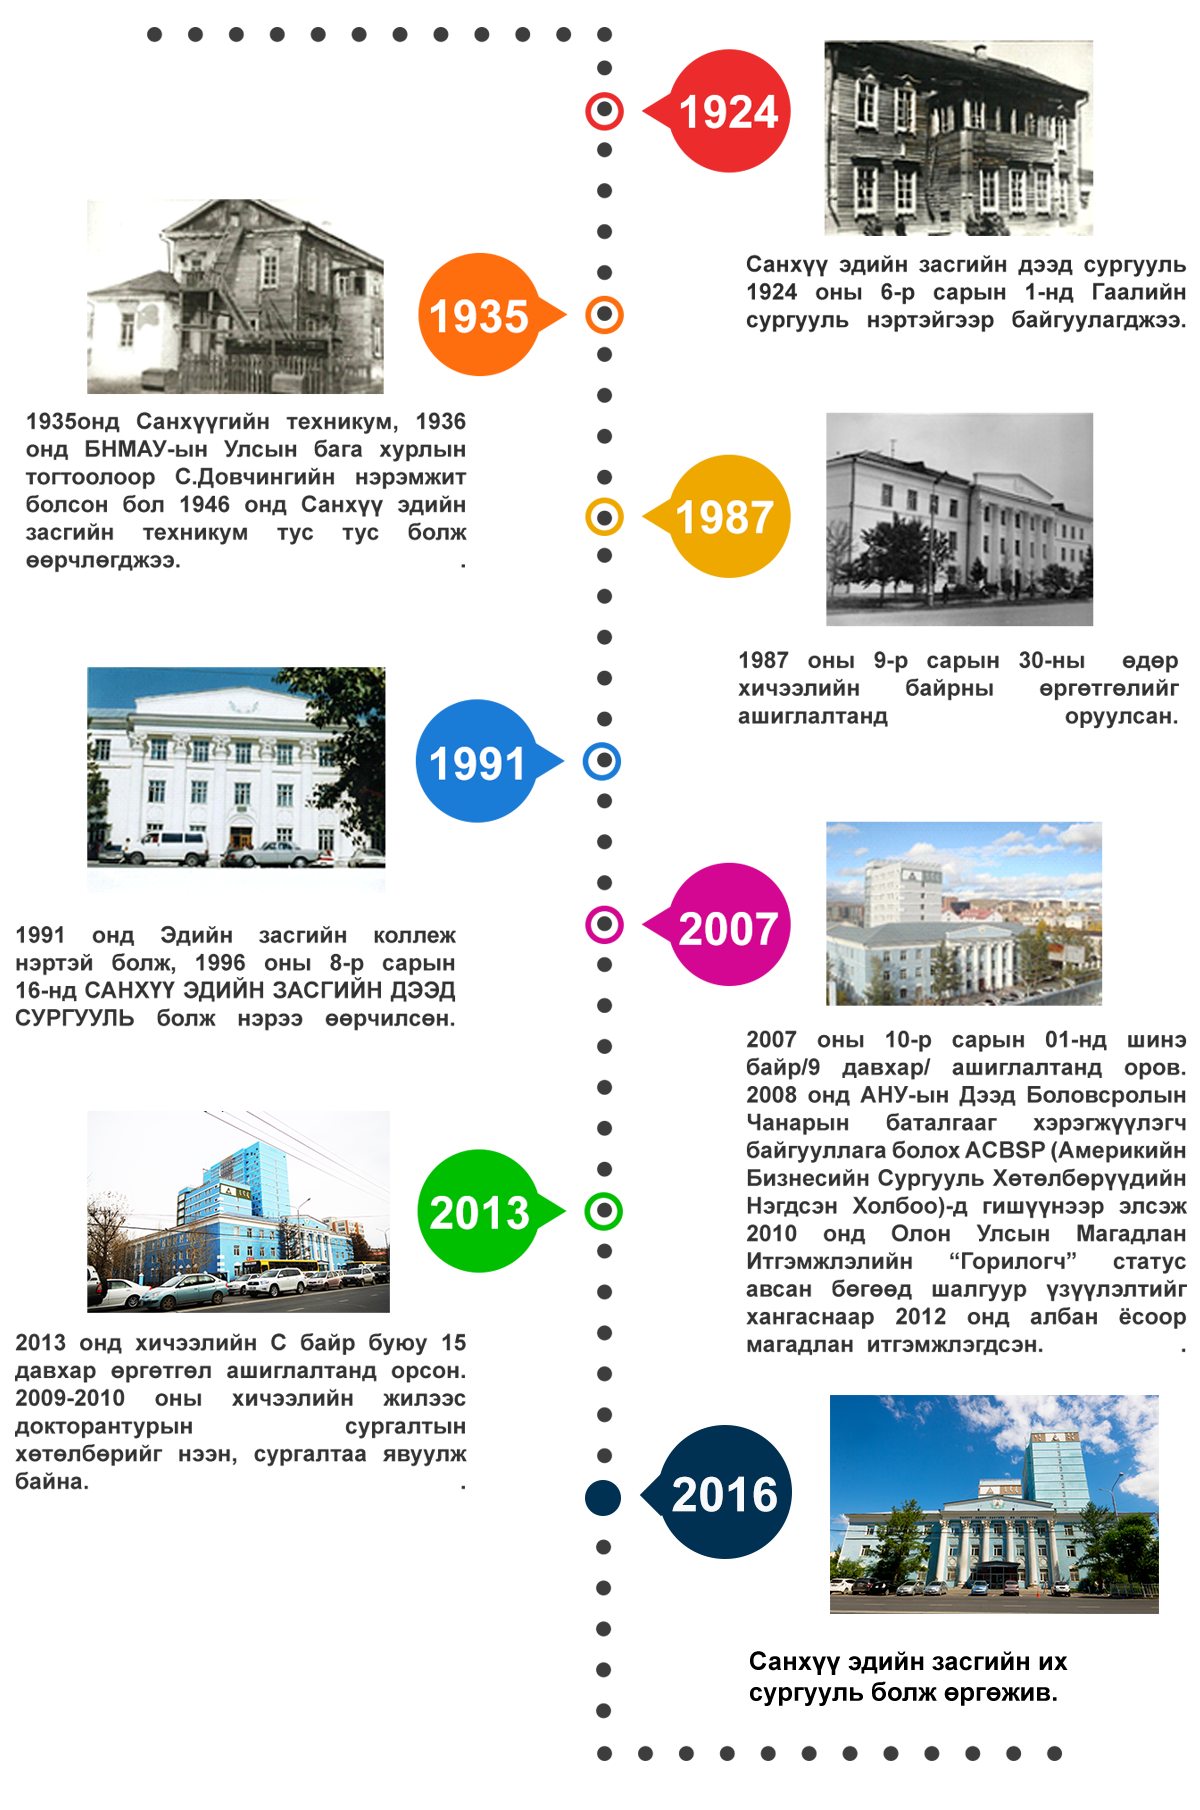 1924
Санхүү эдийн засгийн дээд сургууль
1924 оны 6-р сарын 1-нд Гаалийн
сургууль нэртэйгээр байгуулагджээ.
1935
1935онд Санхүүгийн техникум, 1936
онд БНМАУ-ын Улсын бага хурлын
тогтоолоор С.Довчингийн нэрэмжит
болсон бол 1946 онд Санхүү эдийн
засгийн техникум тус тус болж
өөрчлөгджээ. .
1987
1987 оны 9-р сарын 30-ны өдөр
хичээлийн байрны өргөтгөлийг
ашиглалтанд оруулсан.
1991
1991 онд Эдийн засгийн коллеж
нэртэй болж, 1996 оны 8-р сарын
16-нд САНХҮҮ ЭДИЙН ЗАСГИЙН ДЭЭД
СУРГУУЛЬ болж нэрээ өөрчилсөн.
2007
2007 оны 10-р сарын 01-нд шинэ
байр/9 давхар/ ашиглалтанд оров.
2008 онд АНУ-ын Дээд Боловсролын
Чанарын баталгааг хэрэгжүүлэгч
байгууллага болох ACBSP (Америкийн
Бизнесийн Сургууль Хөтөлбөрүүдийн
Нэгдсэн Холбоо)-д гишүүнээр элсэж
2010 онд Олон Улсын Магадлан
Итгэмжлэлийн “Горилогч” статус
авсан бөгөөд шалгуур үзүүлэлтийг
хангаснаар 2012 онд албан ёсоор
магадлан итгэмжлэгдсэн. .
2013
2013 онд хичээлийн С байр буюу 15
давхар өргөтгөл ашиглалтанд орсон.
2009-2010 оны хичээлийн жилээс
докторантурын сургалтын
хөтөлбөрийг нээн, сургалтаа явуулж
байна. .
2016
Санхүү эдийн засгийн их
сургууль болж өргөжив.